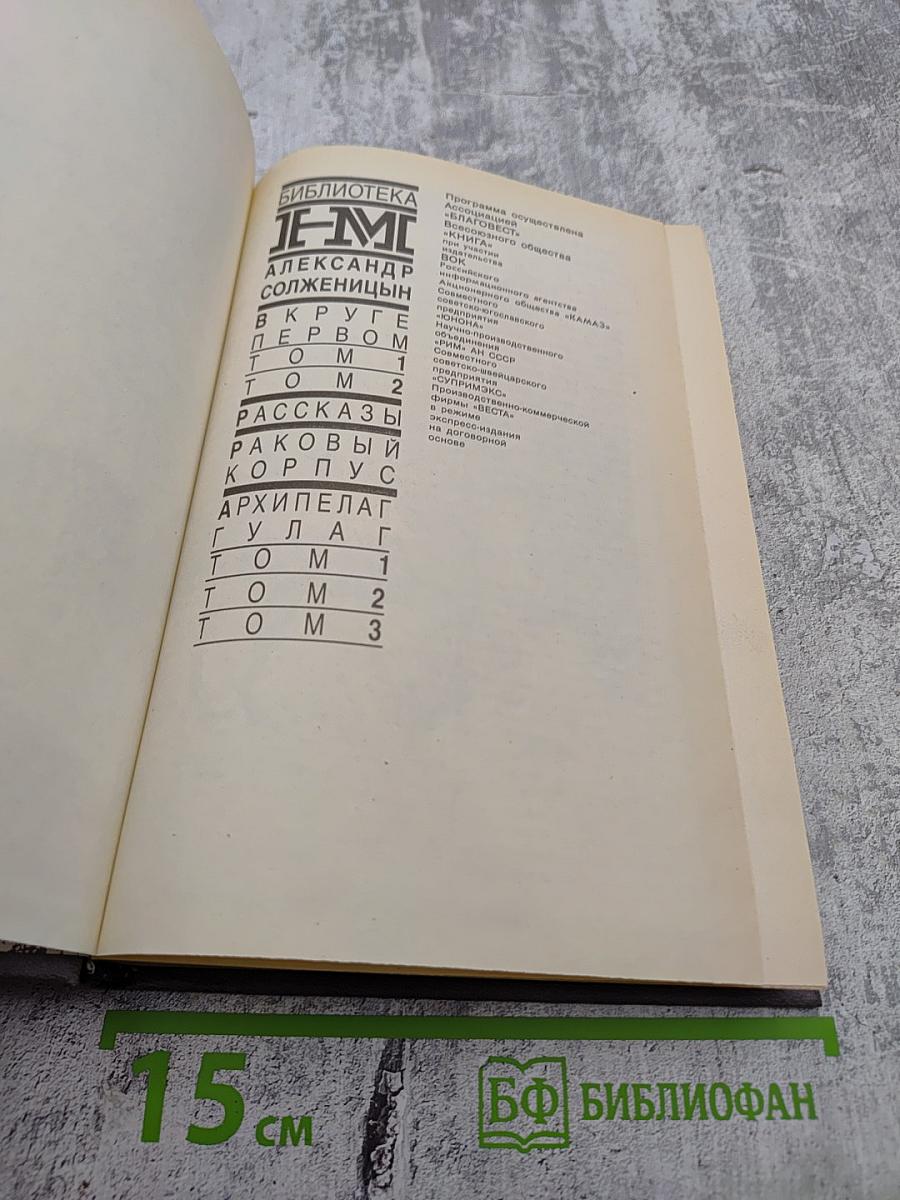 БИБЛИОТЕКА
НМ
АЛЕКСАНДР
СОЛЖЕНИЦЫН
В КРУГЕ
ПЕРВОМ
ТОМ 1
ТОМ 2
РАССКАЗЫ
РАКОВЫЙ
КОРПУС
АРХИПЕЛАГ
ГУЛАГ
ТОМ 1
ТОМ 2
ТОМ 3
Программа осуществлена
Ассоциацией
«БЛАГОВЕСТ»
Всесоюзного общества
«КНИГА»
при участии
издательства
ВОК
Российского
информационного агентства
Акционерного общества «КАМАЗ»
Совместного
советско-югославского
предприятия
«ЮНОНА»
Научно-производственного
объединения
«РИМ» АН СССР
Совместного
советско-швейцарского
предприятия
«СУПРИМЭКС»
Производственно-коммерческой
фирмы «ВЕСТА»
в режиме
экспресс-издания
на договорной
основе
15 см
БФ БИБЛИОФАН